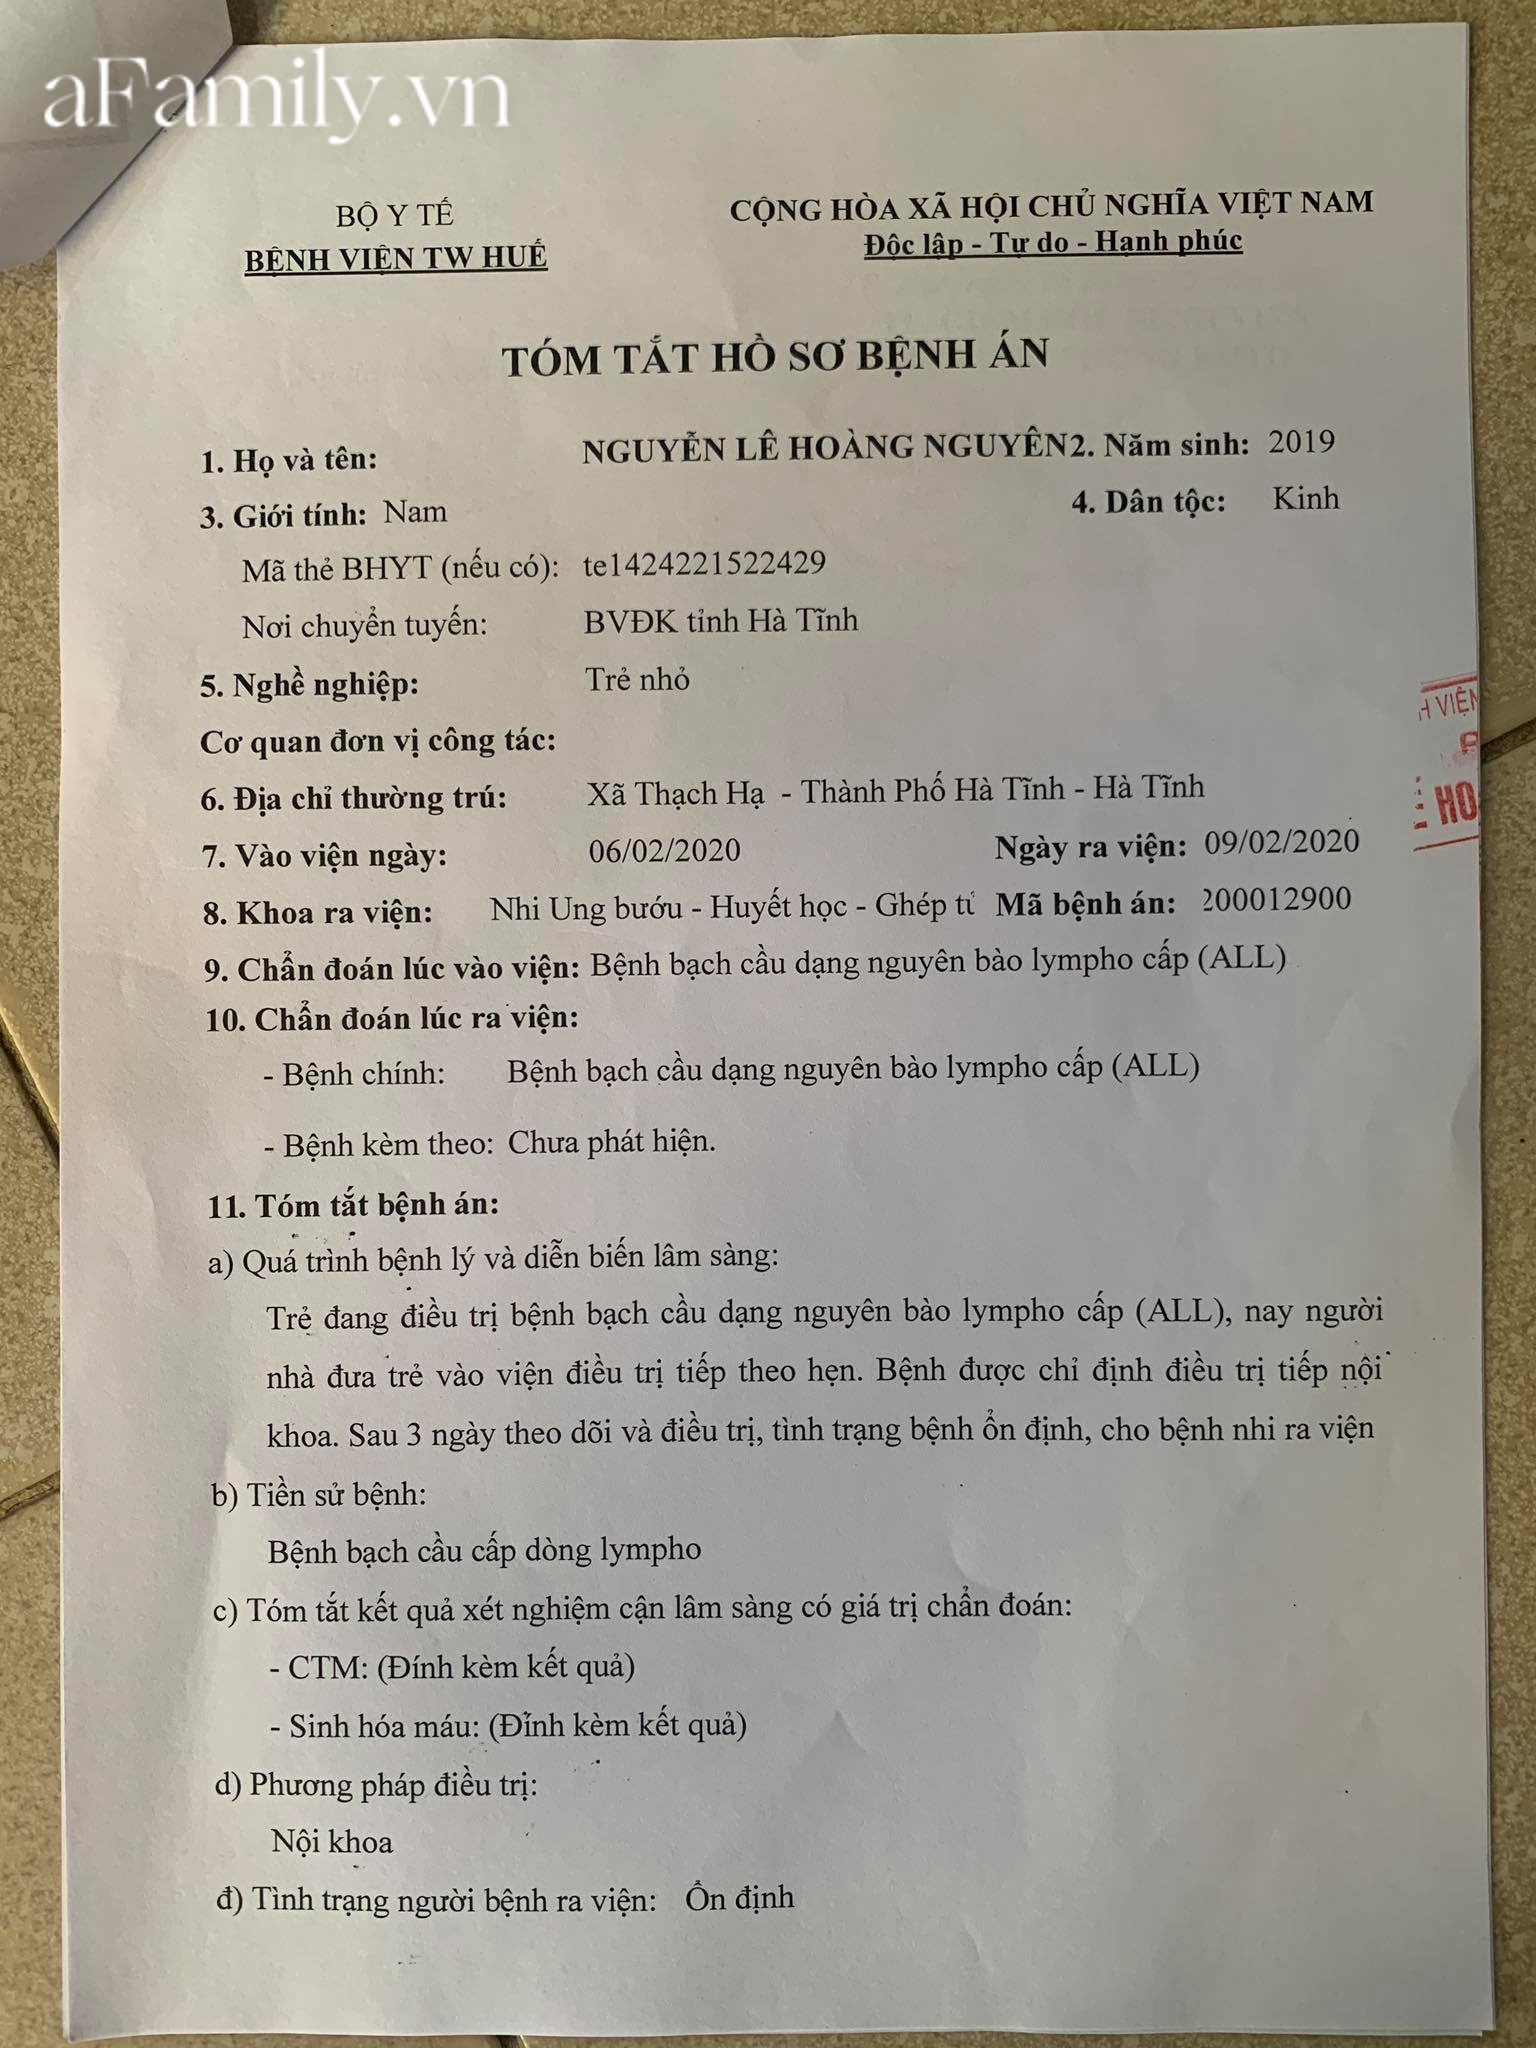 aFamily.vn
BỘ Y TẾ
BỆNH VIỆN TW HUẾ
CỘNG HÒA XÃ HỘI CHỦ NGHĨA VIỆT NAM
Độc lập - Tự do - Hạnh phúc
TÓM TẮT HỒ SƠ BỆNH ÁN
1. Họ và tên: NGUYỄN LÊ HOÀNG NGUYÊN 2. Năm sinh: 2019
3. Giới tính: Nam 4. Dân tộc: Kinh
Mã thẻ BHYT (nếu có): te1424221522429
Nơi chuyển tuyến: BVĐK tỉnh Hà Tĩnh
5. Nghề nghiệp: Trẻ nhỏ
Cơ quan đơn vị công tác:
H VIỆN
6. Địa chỉ thường trú: Xã Thạch Hạ - Thành Phố Hà Tĩnh - Hà Tĩnh
HO
7. Vào viện ngày: 06/02/2020 Ngày ra viện: 09/02/2020
8. Khoa ra viện: Nhi Ung bướu - Huyết học - Ghép Mã bệnh án: 200012900
9. Chẩn đoán lúc vào viện: Bệnh bạch cầu dạng nguyên bào lympho cấp (ALL)
10. Chẩn đoán lúc ra viện:
- Bệnh chính: Bệnh bạch cầu dạng nguyên bào lympho cấp (ALL)
- Bệnh kèm theo: Chưa phát hiện.
11. Tóm tắt bệnh án:
a) Quá trình bệnh lý và diễn biến lâm sàng:
Trẻ đang điều trị bệnh bạch cầu dạng nguyên bào lympho cấp (ALL), nay người
nhà đưa trẻ vào viện điều trị tiếp theo hẹn. Bệnh được chỉ định điều trị tiếp nội
khoa. Sau 3 ngày theo dõi và điều trị, tình trạng bệnh ổn định, cho bệnh nhi ra viện
b) Tiền sử bệnh:
Bệnh bạch cầu cấp dòng lympho
c) Tóm tắt kết quả xét nghiệm cận lâm sàng có giá trị chẩn đoán:
- CTM: (Đính kèm kết quả)
- Sinh hóa máu: (Đính kèm kết quả)
d) Phương pháp điều trị:
Nội khoa
đ) Tình trạng người bệnh ra viện: Ổn định